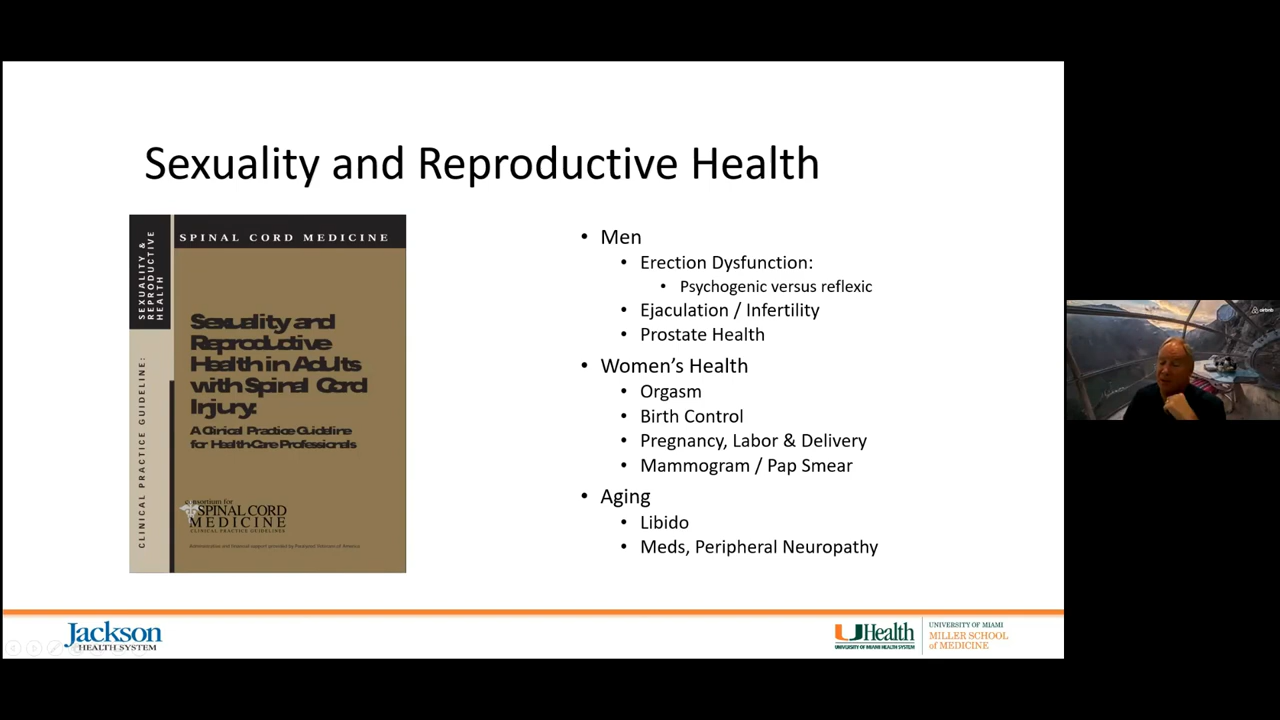 Sexuality and Reproductive Health
SEXUALITY &
REPRODUCTIVE
HEALTH
CLINICAL PRACTICE GUIDELINE:
SPINAL CORD MEDICINE
Sexuality and
Reproductive
Health in Adults
with Spinal Cord
Injury:
A Clinical Practice Guideline
for Health-Care Professionals
Consortium for
SPINAL CORD
MEDICINE
CLINICAL PRACTICE GUIDELINES
Administrative and financial support provided by Paralyzed Veterans of America
• Men
• Erection Dysfunction:
• Psychogenic versus reflexic
• Ejaculation / Infertility
• Prostate Health
• Women’s Health
• Orgasm
• Birth Control
• Pregnancy, Labor & Delivery
• Mammogram / Pap Smear
• Aging
• Libido
• Meds, Peripheral Neuropathy
airbnb
Jackson
HEALTH SYSTEM
UHealth
UNIVERSITY OF MIAMI HEALTH SYSTEM
UNIVERSITY OF MIAMI
MILLER SCHOOL
of MEDICINE